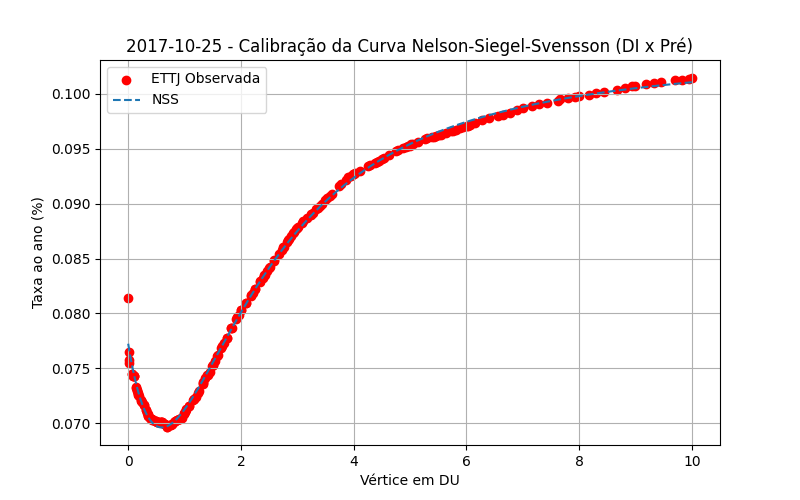 2017-10-25 - Calibração da Curva Nelson-Siegel-Svensson (DI x Pré)
ETTJ Observada
NSS
Taxa ao ano (%)
0.100
0.095
0.090
0.085
0.080
0.075
0.070
0 2 4 6 8 10
Vértice em DU